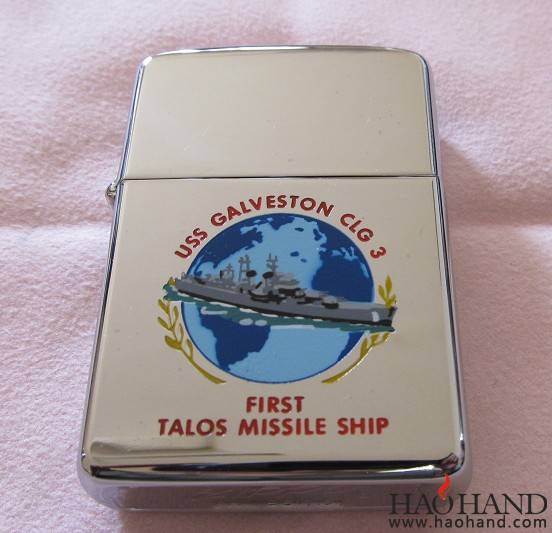 USS GALVESTON CLG 3
FIRST
TALOS MISSILE SHIP
HAOHAND
www.haohand.com